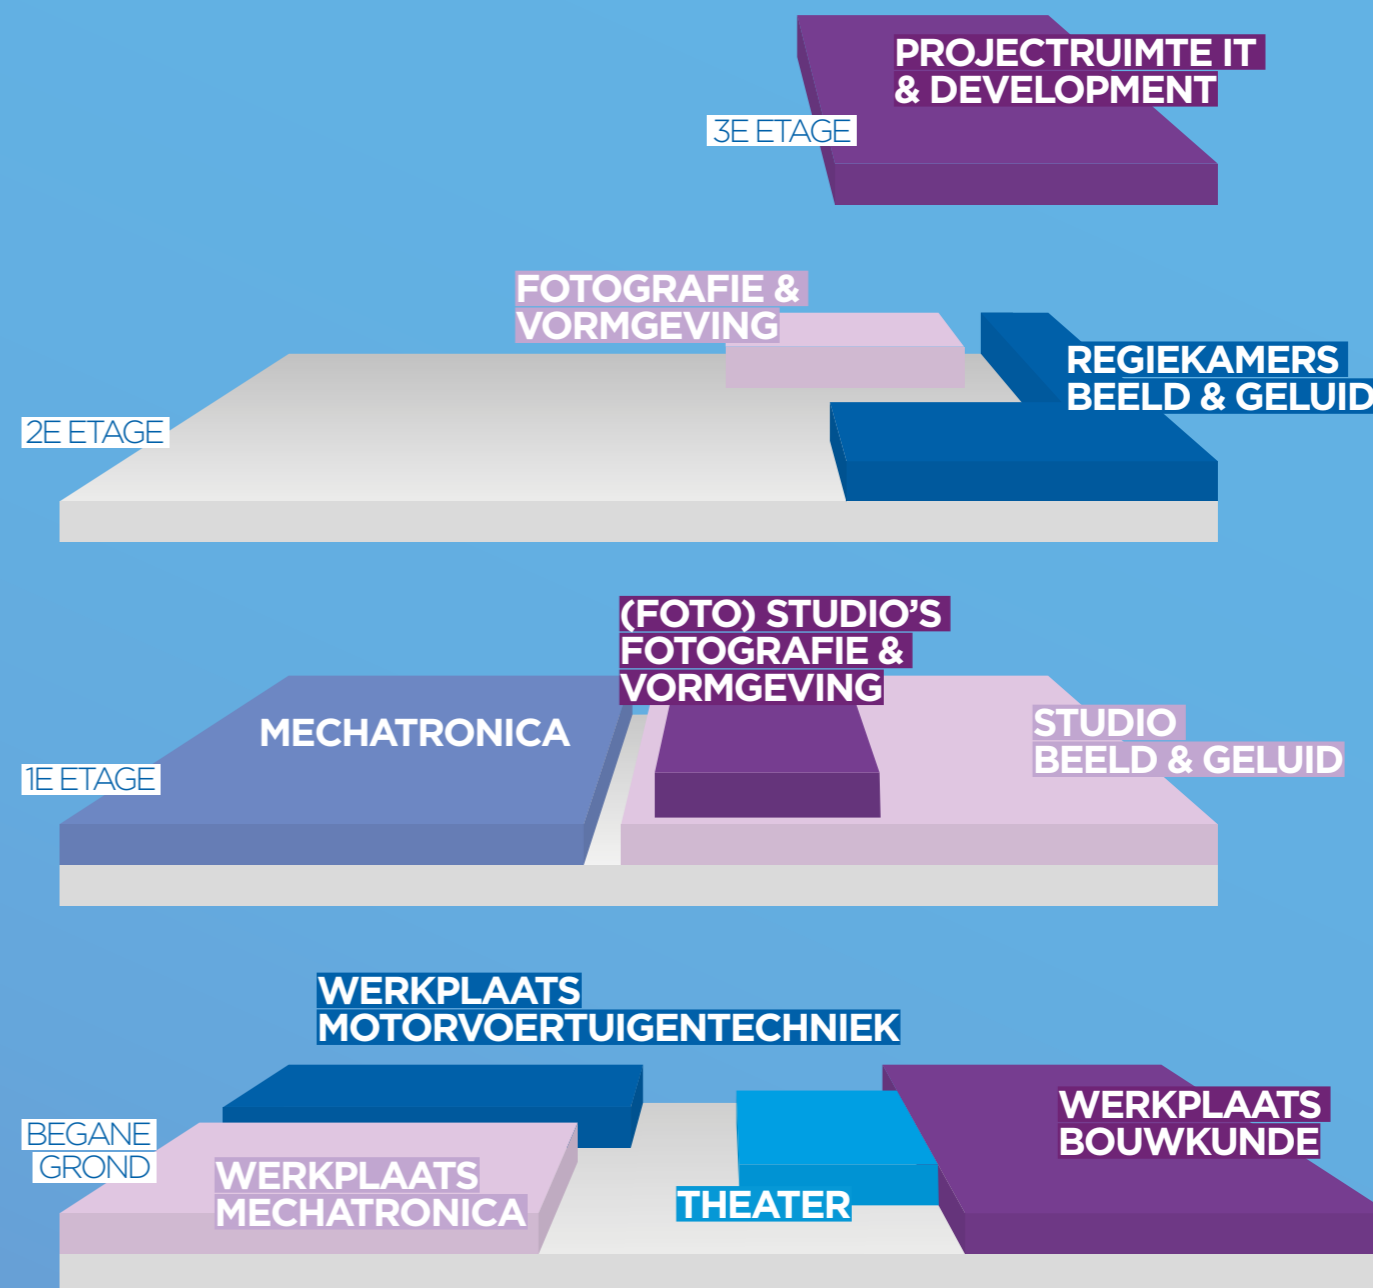 PROJECTRUIMTE IT
& DEVELOPMENT
3E ETAGE
FOTOGRAFIE &
VORMGEVING
REGIEKAMERS
BEELD & GELUID
2E ETAGE
(FOTO) STUDIO’S
FOTOGRAFIE &
VORMGEVING
MECHATRONICA
STUDIO
BEELD & GELUID
1E ETAGE
WERKPLAATS
MOTORVOERTUIGENTECHNIEK
WERKPLAATS
BOUWKUNDE
BEGANE
GROND
WERKPLAATS
MECHATRONICA
THEATER